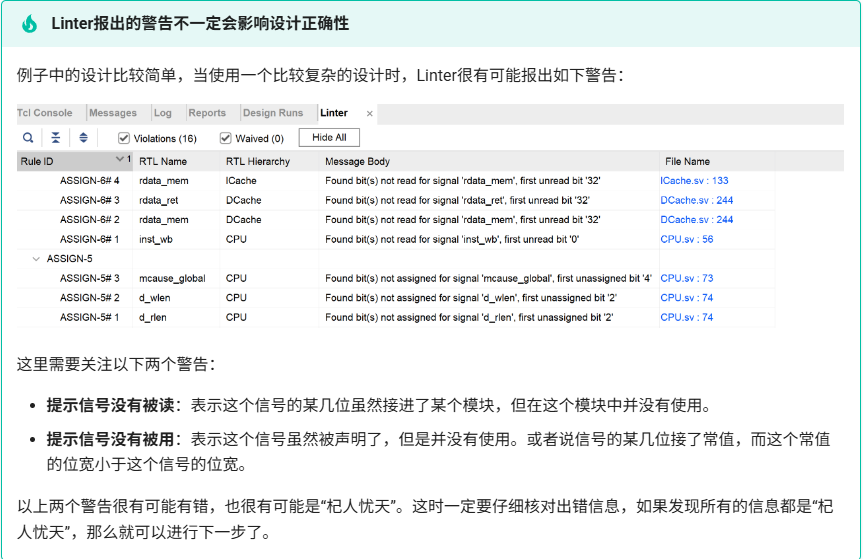 Linter报出的警告不一定会影响设计正确性
例子中的设计比较简单，当使用一个比较复杂的设计时，Linter很有可能报出如下警告：
Tcl Console Messages Log Reports Design Runs Linter ×
Violations (16) Waived (0) Hide All
Rule ID 1 RTL Name RTL Hierarchy Message Body File Name
ASSIGN-6# 4 rdata_mem ICache Found bit(s) not read for signal 'rdata_mem', first unread bit '32' ICache.sv : 133
ASSIGN-6# 3 rdata_ret DCache Found bit(s) not read for signal 'rdata_ret', first unread bit '32' DCache.sv : 244
ASSIGN-6# 2 rdata_mem DCache Found bit(s) not read for signal 'rdata_mem', first unread bit '32' DCache.sv : 244
ASSIGN-6# 1 inst_wb CPU Found bit(s) not read for signal 'inst_wb', first unread bit '0' CPU.sv : 56
ASSIGN-5
ASSIGN-5# 3 mcause_global CPU Found bit(s) not assigned for signal 'mcause_global', first unassigned bit '4' CPU.sv : 73
ASSIGN-5# 2 d_wlen CPU Found bit(s) not assigned for signal 'd_wlen', first unassigned bit '2' CPU.sv : 74
ASSIGN-5# 1 d_rlen CPU Found bit(s) not assigned for signal 'd_rlen', first unassigned bit '2' CPU.sv : 74
这里需要关注以下两个警告：
• 提示信号没有被读：表示这个信号的某几位虽然接进了某个模块，但在这个模块中并没有使用。
• 提示信号没有被用：表示这个信号虽然被声明了，但是并没有使用。或者说信号的某几位接了常值，而这个常值
的位宽小于这个信号的位宽。
以上两个警告很有可能有错，也很有可能是“杞人忧天”。这时一定要仔细核对出错信息，如果发现所有的信息都是“杞
人忧天”，那么就可以进行下一步了。